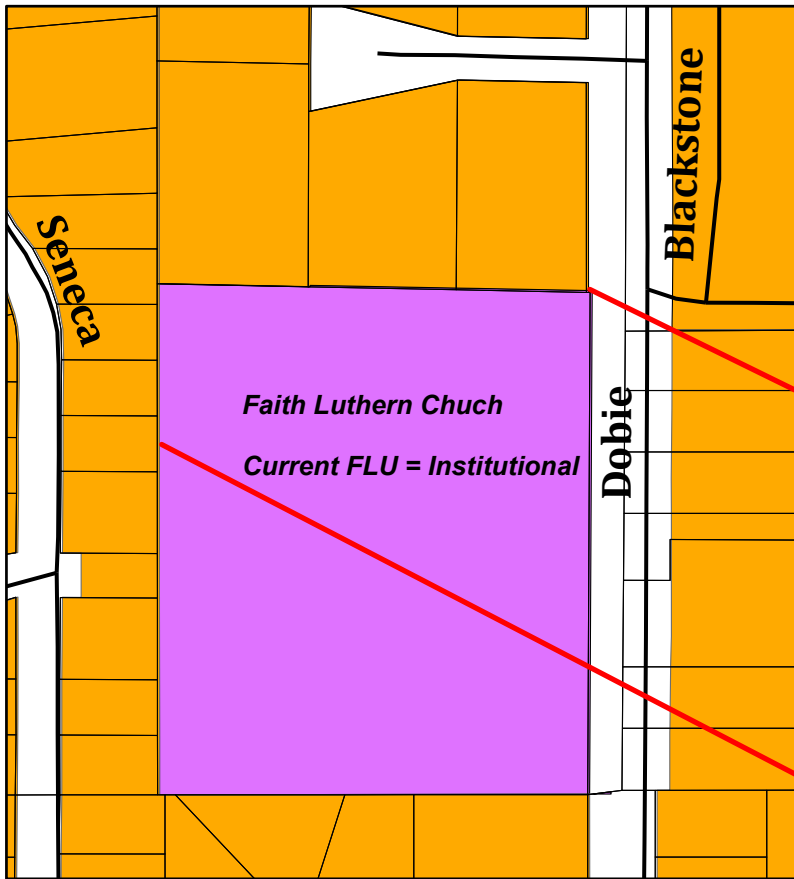 Blackstone
Seneca
Faith Luthern Chuch
Dobie
Current FLU = Institutional